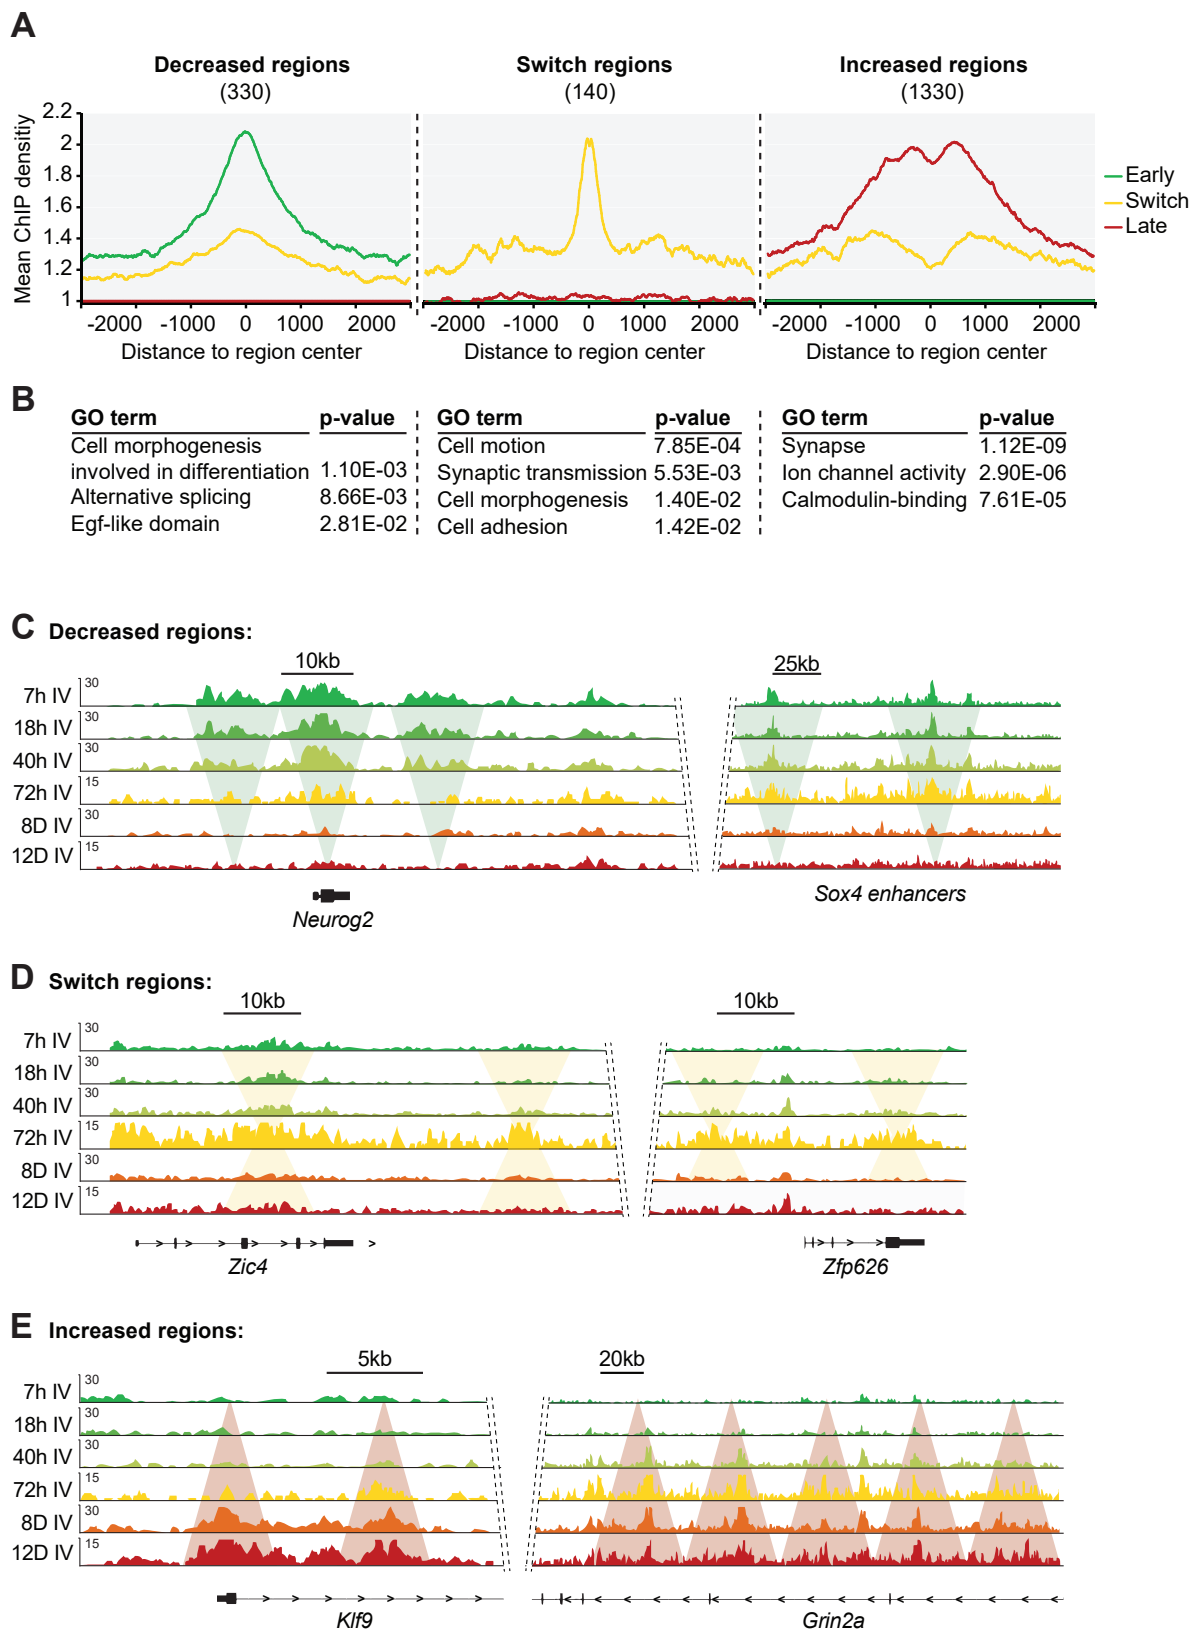 A
Decreased regions
(330)
Switch regions
(140)
Increased regions
(1330)
Mean ChIP densitiy
2.2
2
1.8
1.6
1.4
1.2
1
Early
Switch
Late
-2000 -1000 0 1000 2000
-2000 -1000 0 1000 2000
-2000 -1000 0 1000 2000
Distance to region center
Distance to region center
Distance to region center
B
GO term p-value
Cell morphogenesis
involved in differentiation 1.10E-03
Alternative splicing 8.66E-03
Egf-like domain 2.81E-02
GO term p-value
Cell motion 7.85E-04
Synaptic transmission 5.53E-03
Cell morphogenesis 1.40E-02
Cell adhesion 1.42E-02
GO term p-value
Synapse 1.12E-09
Ion channel activity 2.90E-06
Calmodulin-binding 7.61E-05
C Decreased regions:
10kb 25kb
7h IV 30
18h IV 30
40h IV 30
72h IV 15
8D IV 30
12D IV 15
Neurog2 Sox4 enhancers
D Switch regions:
10kb 10kb
7h IV 30
18h IV 30
40h IV 30
72h IV 15
8D IV 30
12D IV 15
Zic4 Zfp626
E Increased regions:
5kb 20kb
7h IV 30
18h IV 30
40h IV 30
72h IV 15
8D IV 30
12D IV 15
Klf9 Grin2a